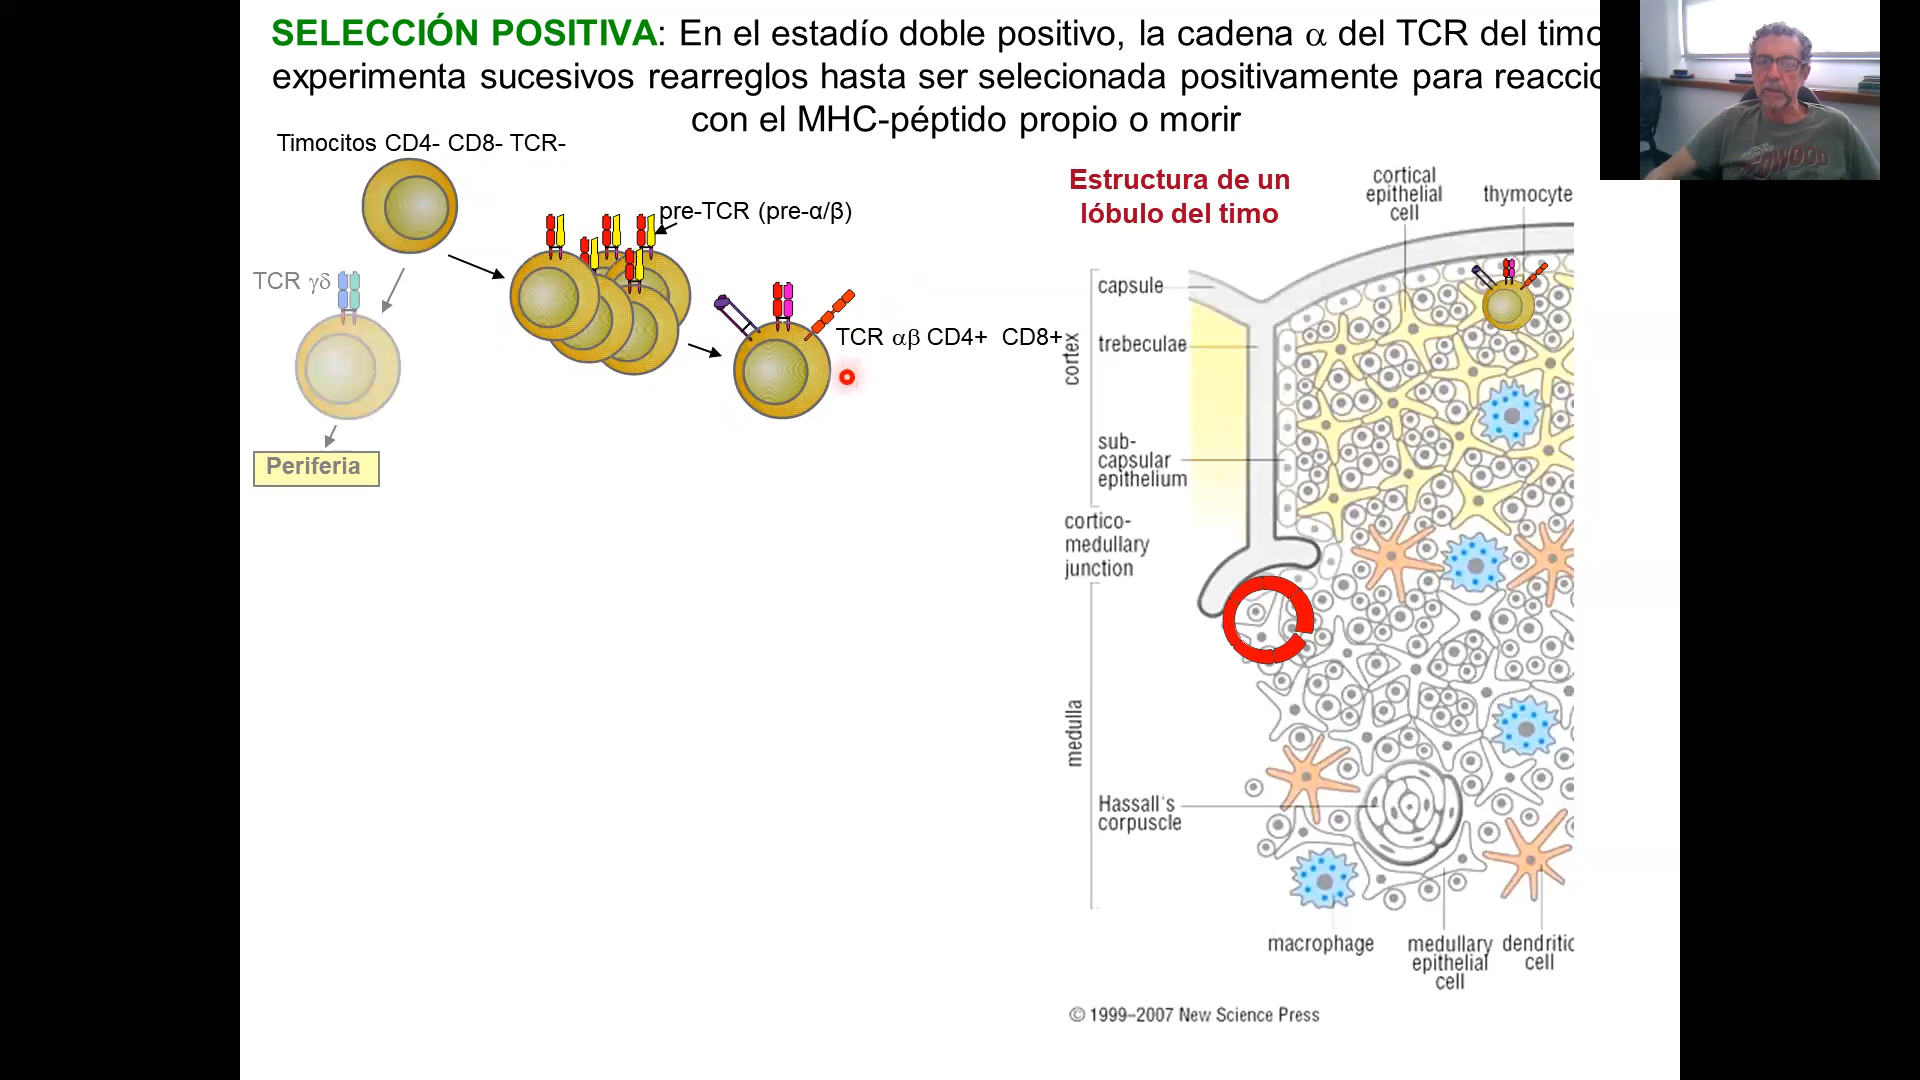 SELECCIÓN POSITIVA: En el estadío doble positivo, la cadena α del TCR del timo
experimenta sucesivos rearreglos hasta ser selecionada positivamente para reaccio
con el MHC-péptido propio o morir
Timocitos CD4- CD8- TCR-
pre-TCR (pre-α/β)
TCR γδ
TCR αβ CD4+ CD8+
Periferia
Estructura de un
lóbulo del timo
cortical
epithelial
cell
thymocyte
capsule
trebeculae
cortex
sub-
capsular
epithelium
cortico-
medullary
junction
medulla
Hassall's
corpuscle
macrophage
medullary
epithelial
cell
dendritic
cell
© 1999–2007 New Science Press